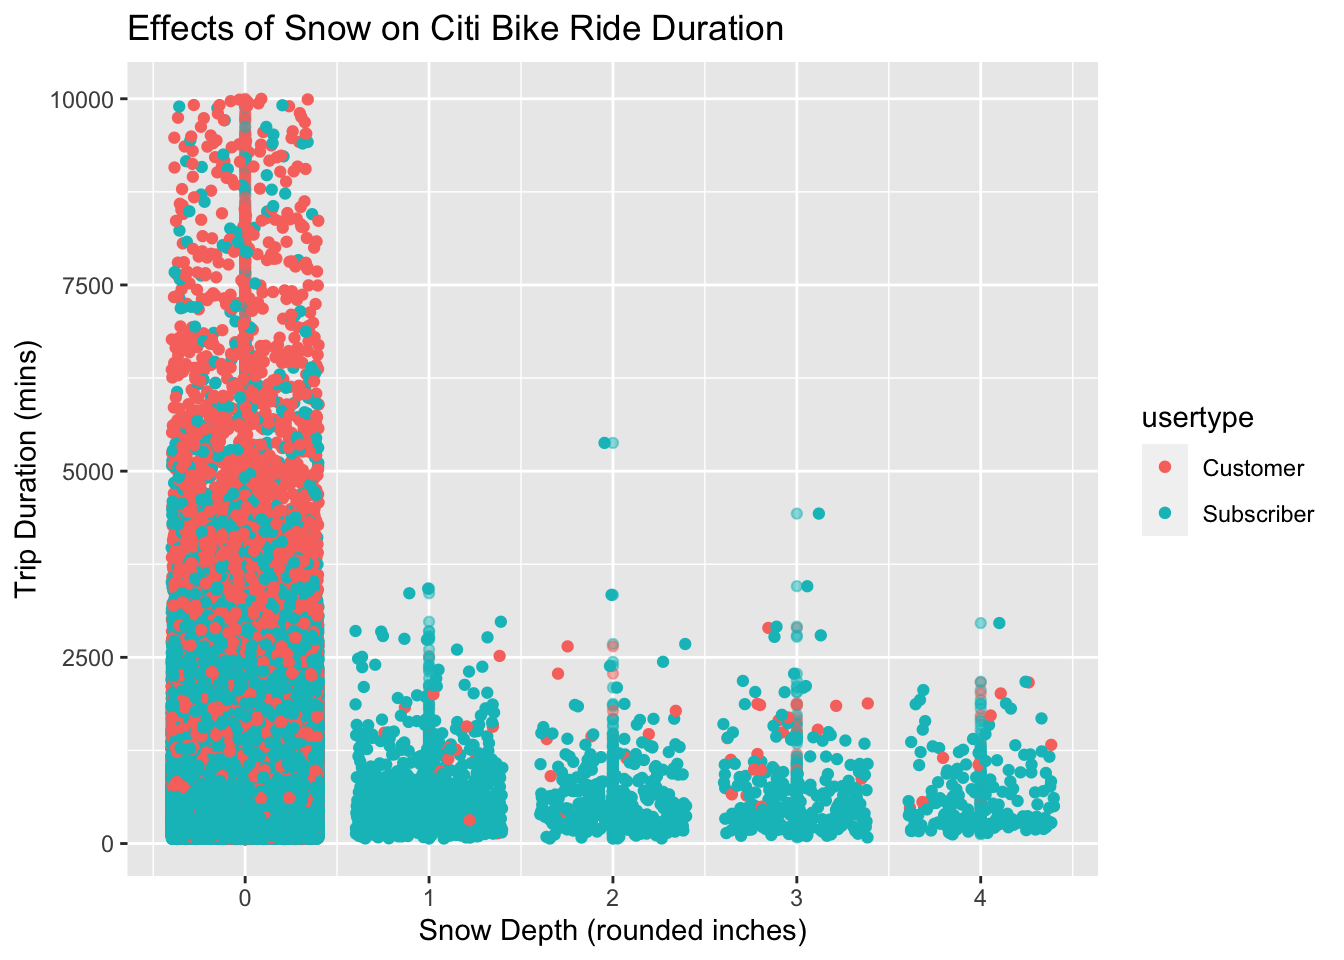 Effects of Snow on Citi Bike Ride Duration
Trip Duration (mins)
10000
7500
5000
2500
0
0 1 2 3 4
Snow Depth (rounded inches)
usertype
Customer
Subscriber